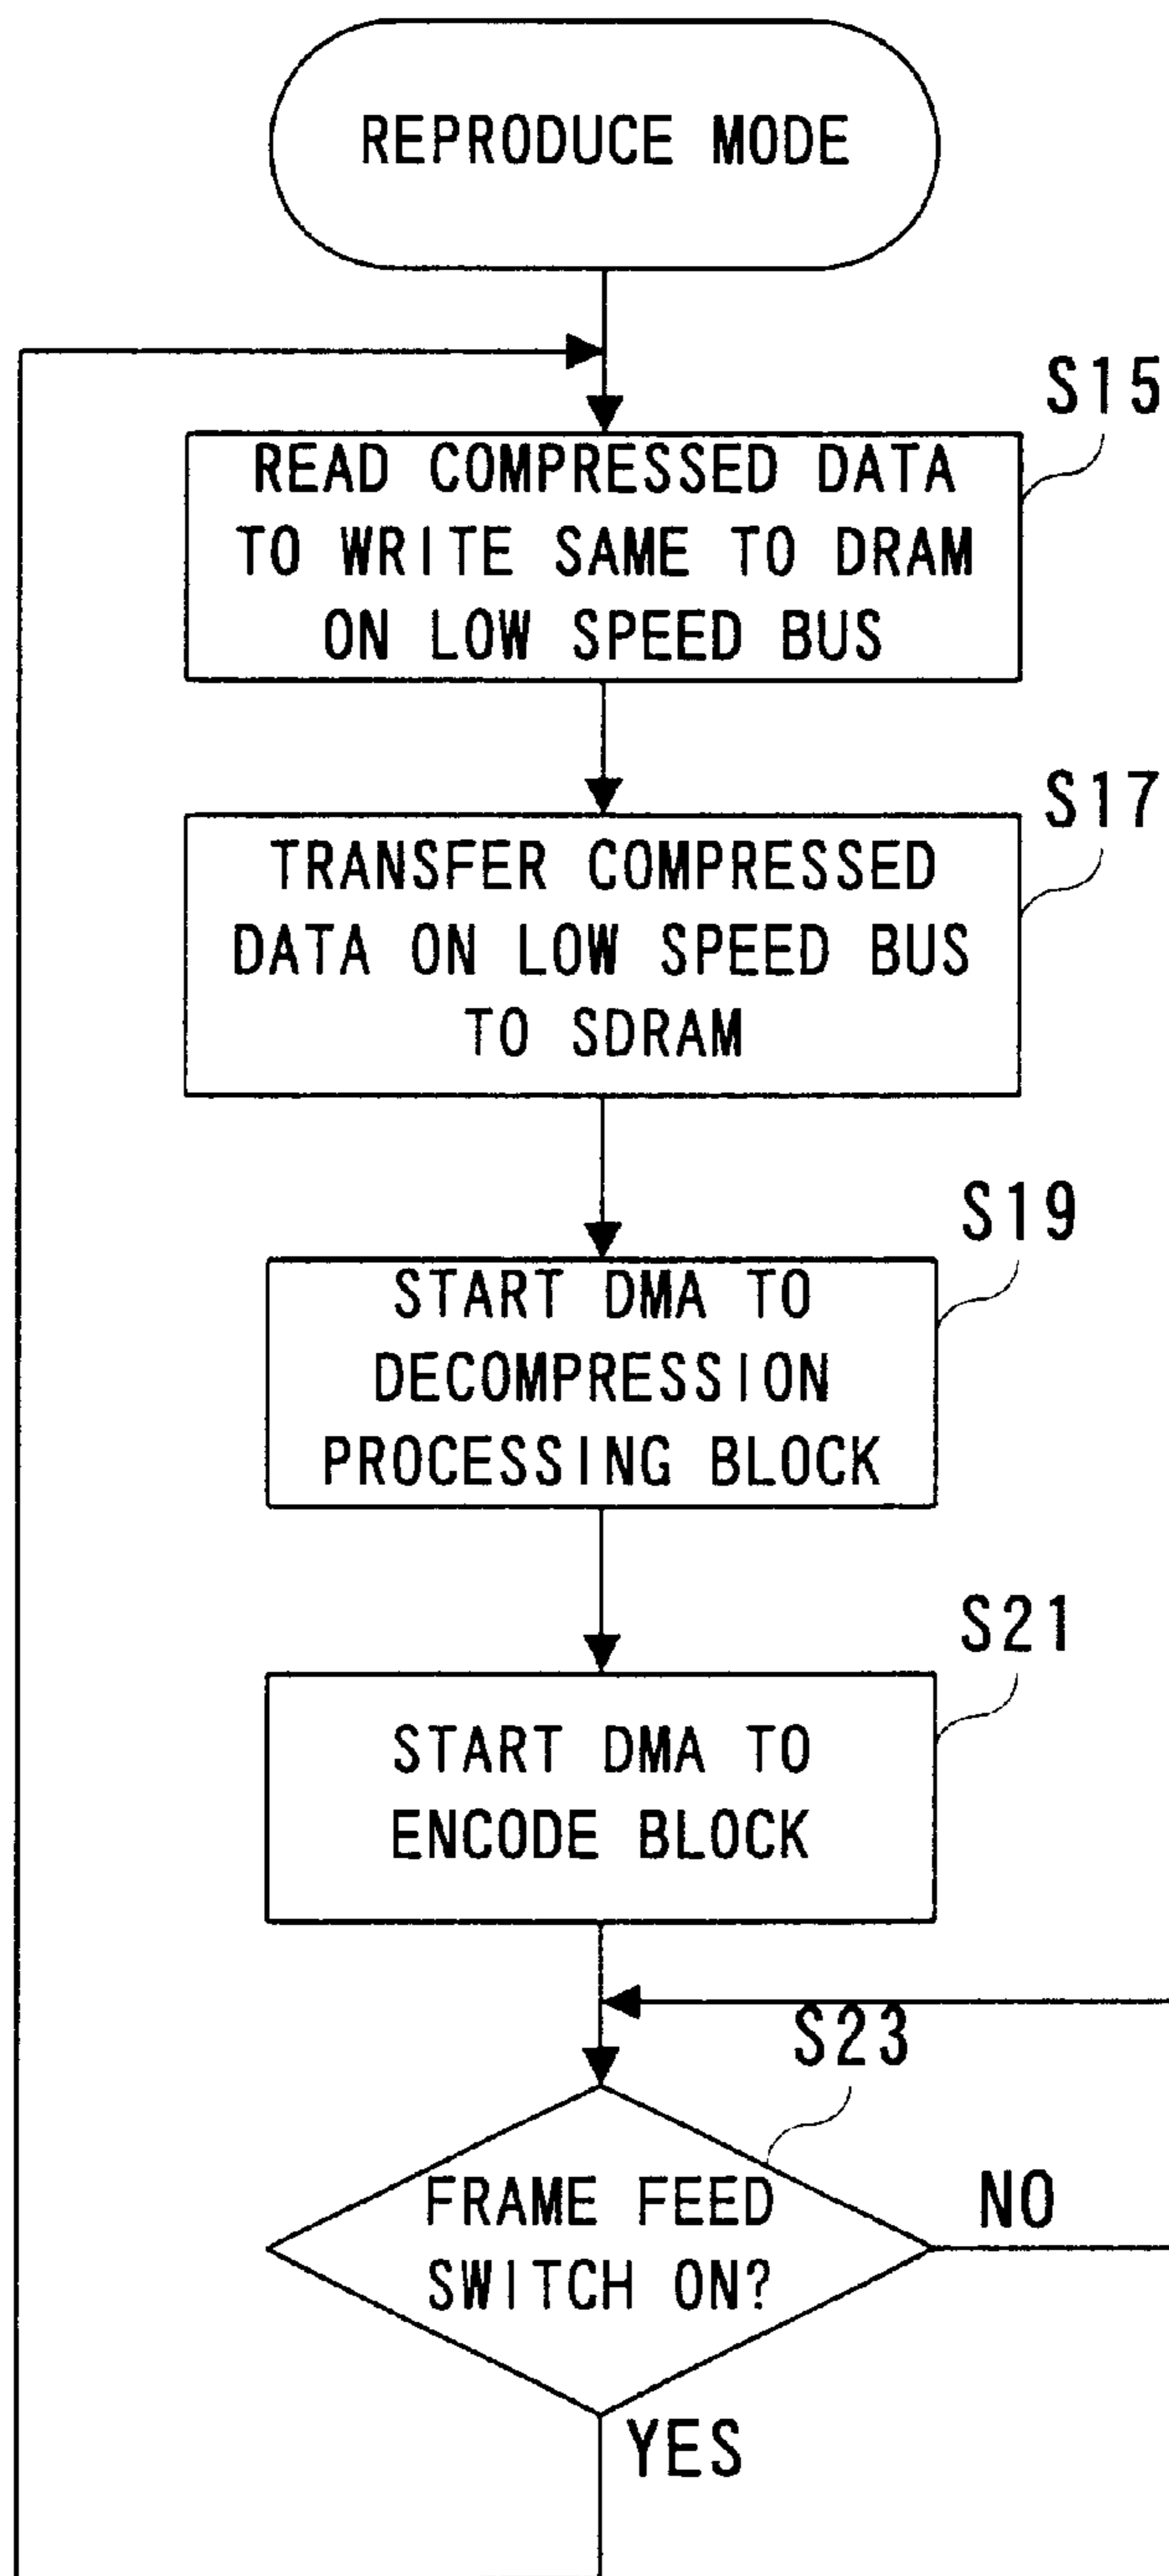 REPRODUCE MODE
S15
READ COMPRESSED DATA
TO WRITE SAME TO DRAM
ON LOW SPEED BUS
S17
TRANSFER COMPRESSED
DATA ON LOW SPEED BUS
TO SDRAM
S19
START DMA TO
DECOMPRESSION
PROCESSING BLOCK
S21
START DMA TO
ENCODE BLOCK
S23
FRAME FEED
SWITCH ON?
NO
YES